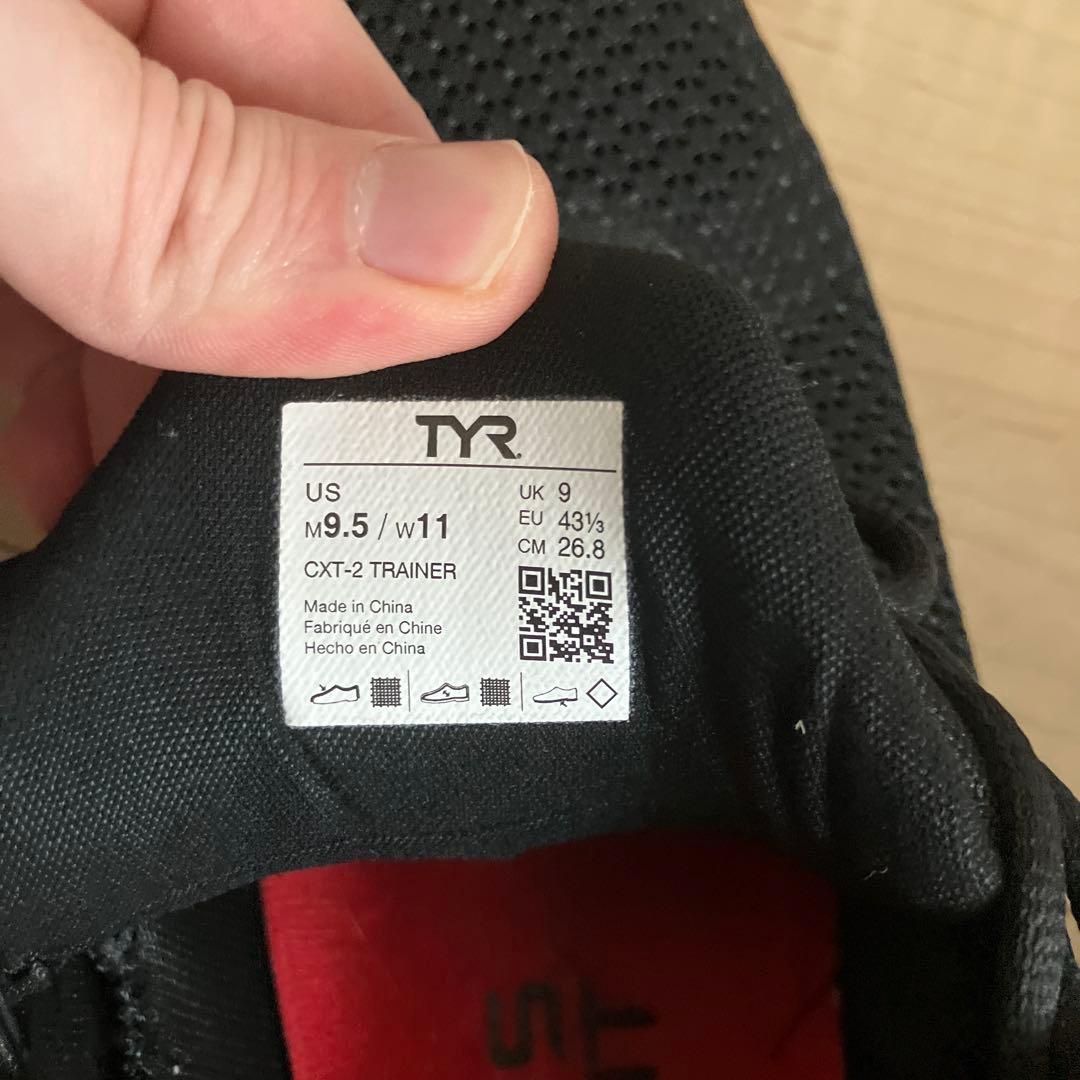 TYR
US
M9.5 / W11
UK 9
EU 43⅓
CM 26.8
CXT-2 TRAINER
Made in China
Fabriqué en Chine
Hecho en China